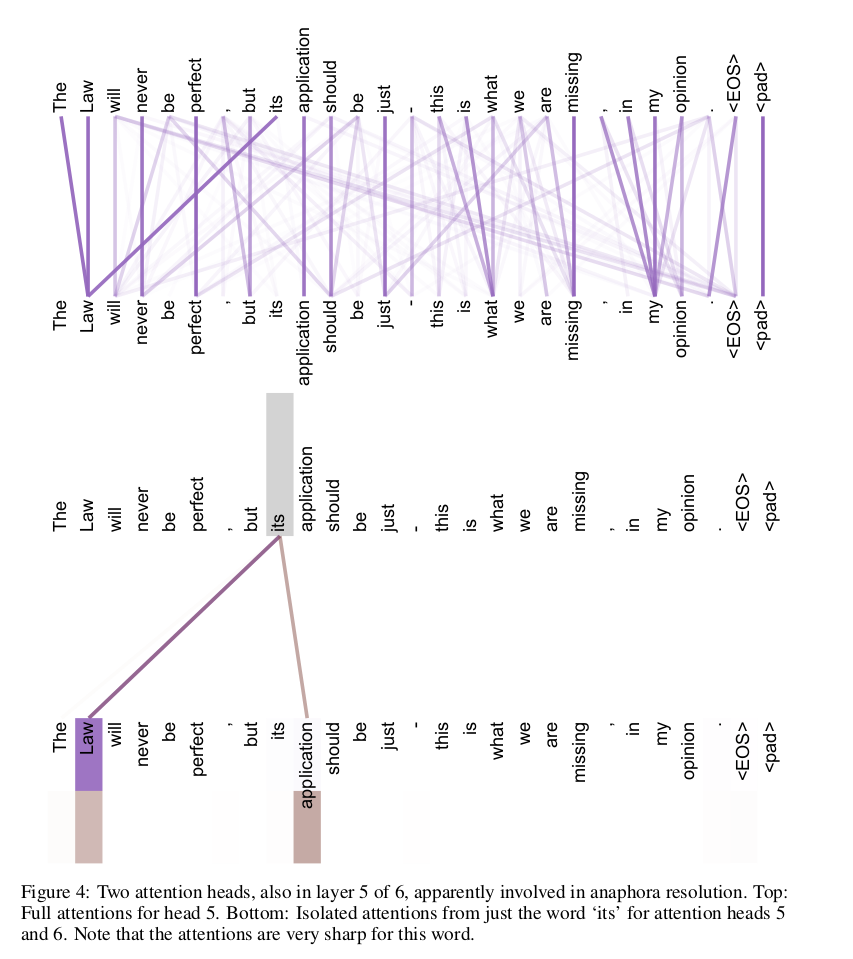 The Law will never be perfect , but its application should be just - this is what we are missing , in my opinion . <EOS> <pad>
The Law will never be perfect , but its application should be just - this is what we are missing , in my opinion . <EOS> <pad>
The Law will never be perfect , but its application should be just - this is what we are missing , in my opinion . <EOS> <pad>
The Law will never be perfect , but its application should be just - this is what we are missing , in my opinion . <EOS> <pad>
Figure 4: Two attention heads, also in layer 5 of 6, apparently involved in anaphora resolution. Top:
Full attentions for head 5. Bottom: Isolated attentions from just the word ‘its’ for attention heads 5
and 6. Note that the attentions are very sharp for this word.